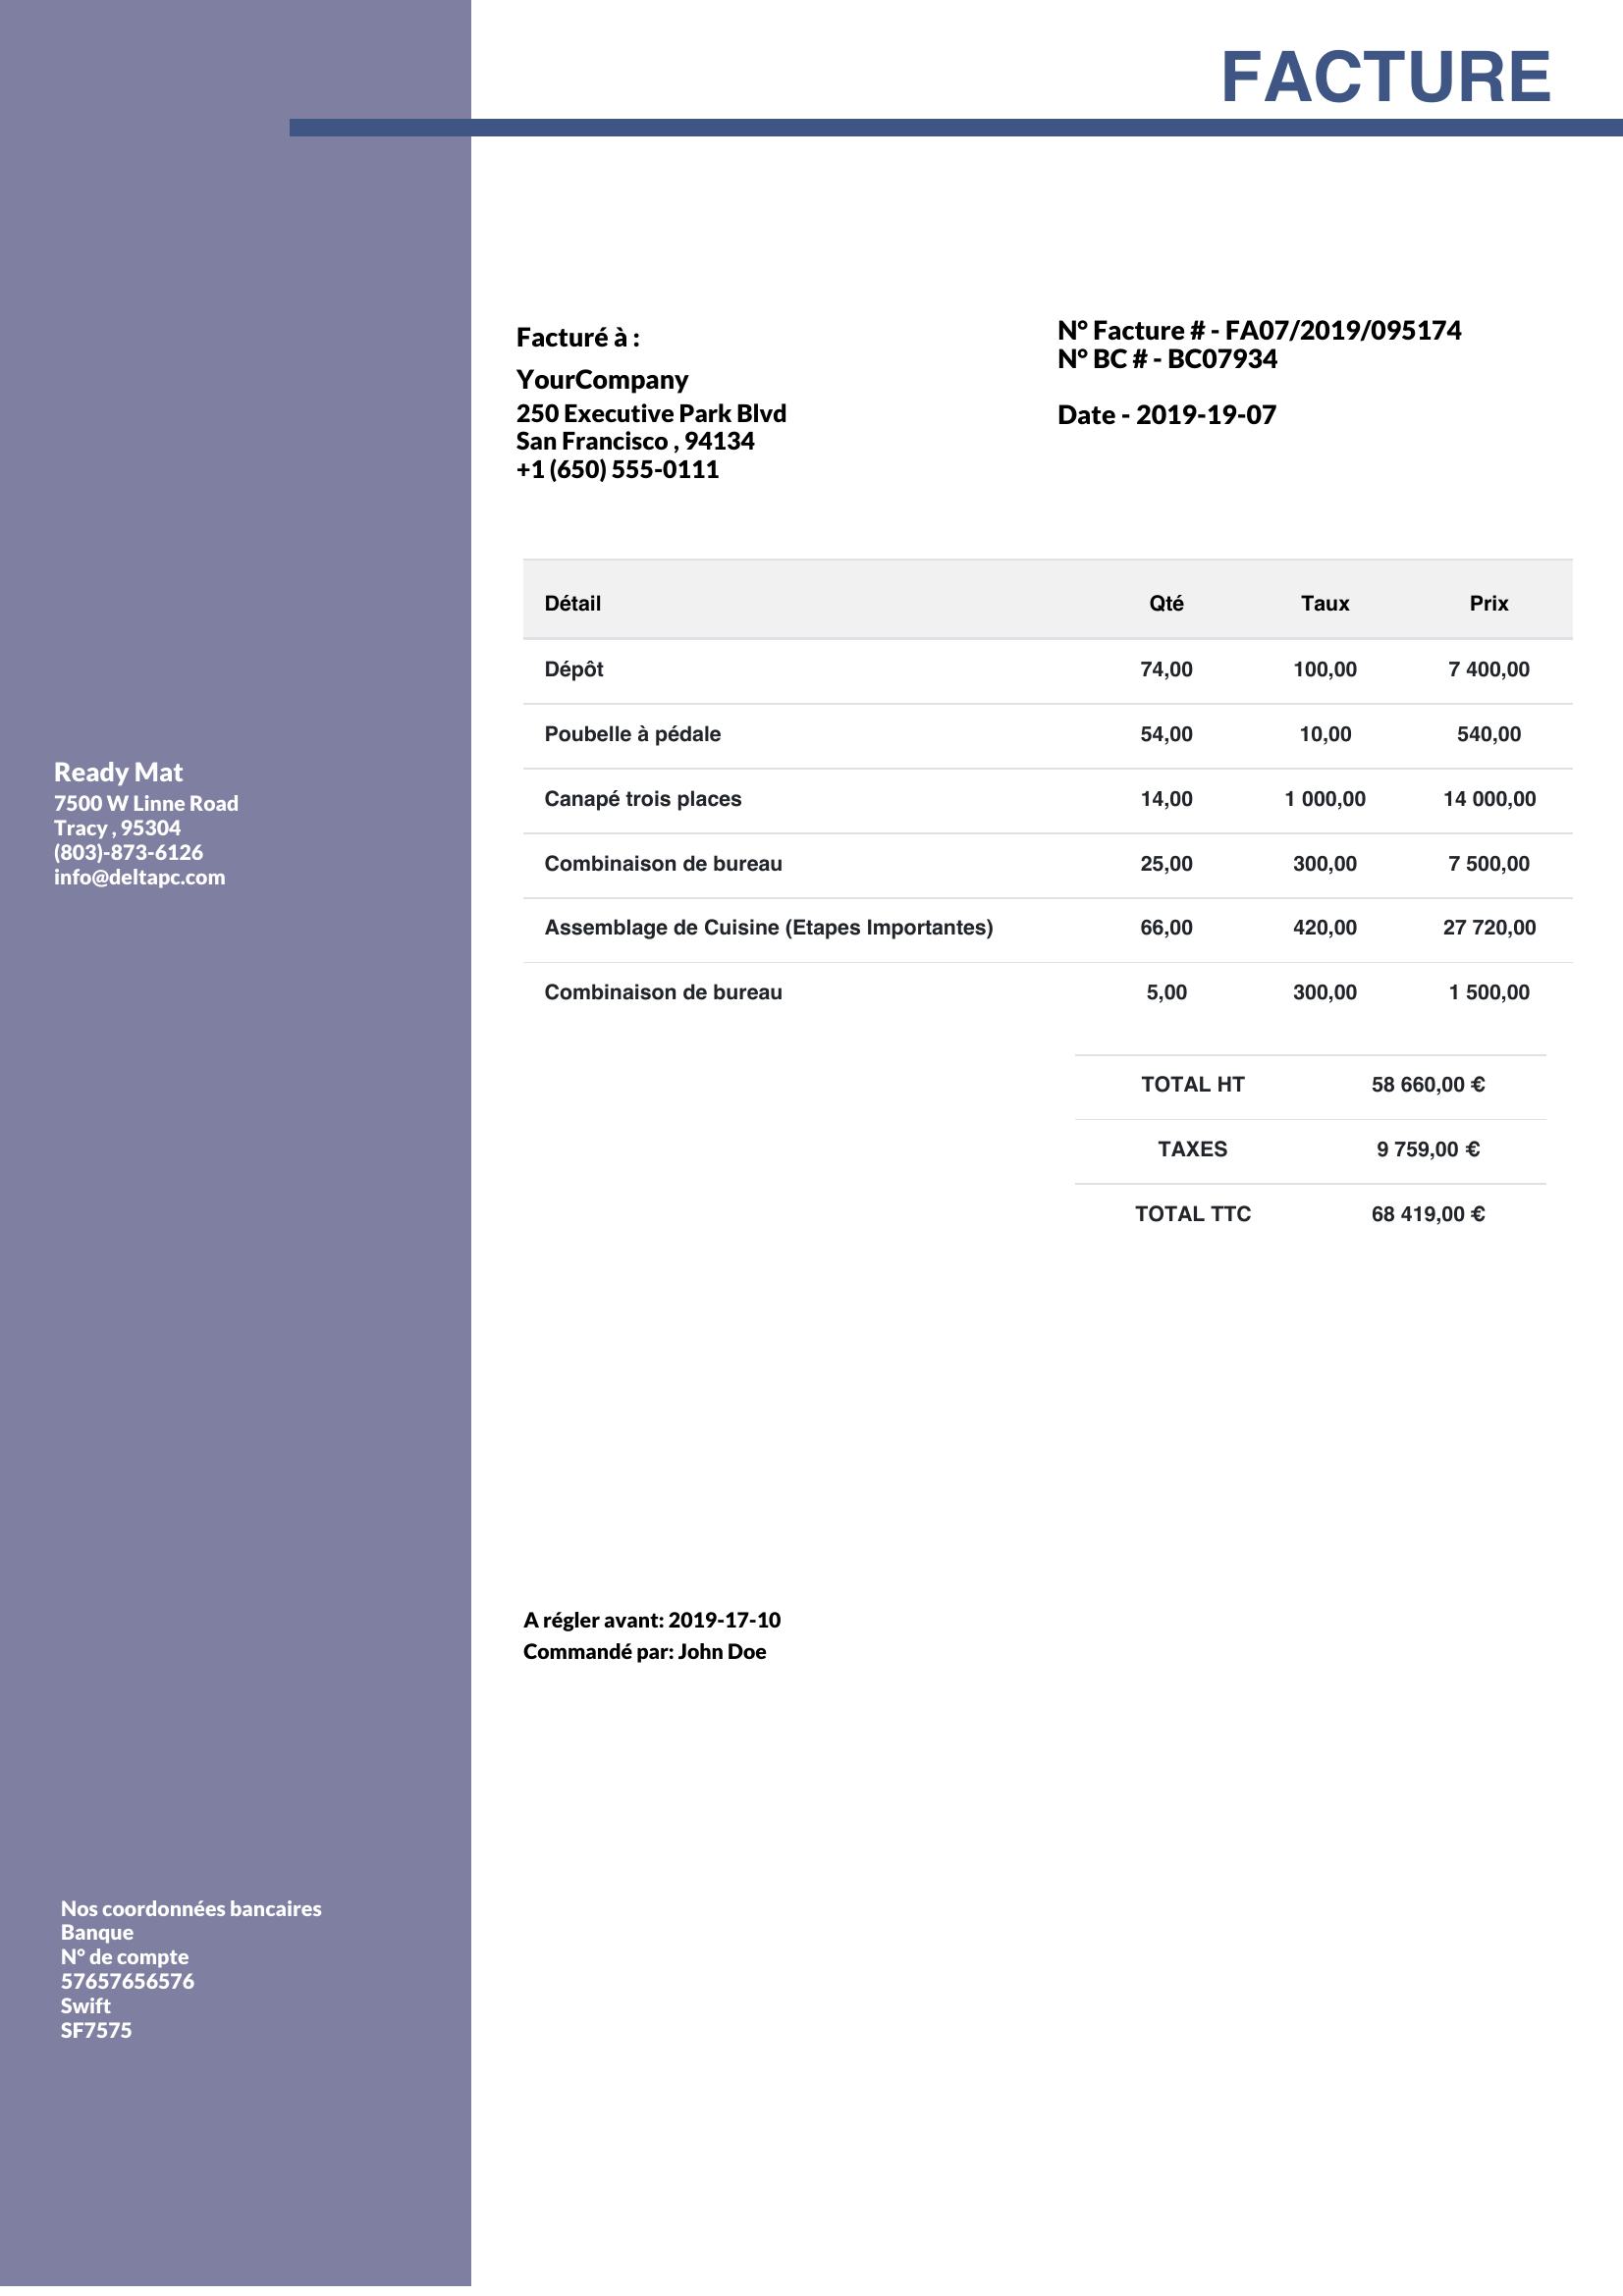 FACTURE
Facturé à :
YourCompany
250 Executive Park Blvd
San Francisco , 94134
+1 (650) 555-0111
N° Facture # - FA07/2019/095174
N° BC # - BC07934
Date - 2019-19-07
Détail Qté Taux Prix
Dépôt 74,00 100,00 7 400,00
Poubelle à pédale 54,00 10,00 540,00
Canapé trois places 14,00 1 000,00 14 000,00
Combinaison de bureau 25,00 300,00 7 500,00
Assemblage de Cuisine (Etapes Importantes) 66,00 420,00 27 720,00
Combinaison de bureau 5,00 300,00 1 500,00
TOTAL HT 58 660,00 €
TAXES 9 759,00 €
TOTAL TTC 68 419,00 €
Ready Mat
7500 W Linne Road
Tracy , 95304
(803)-873-6126
info@deltapc.com
A régler avant: 2019-17-10
Commandé par: John Doe
Nos coordonnées bancaires
Banque
N° de compte
57657656576
Swift
SF7575